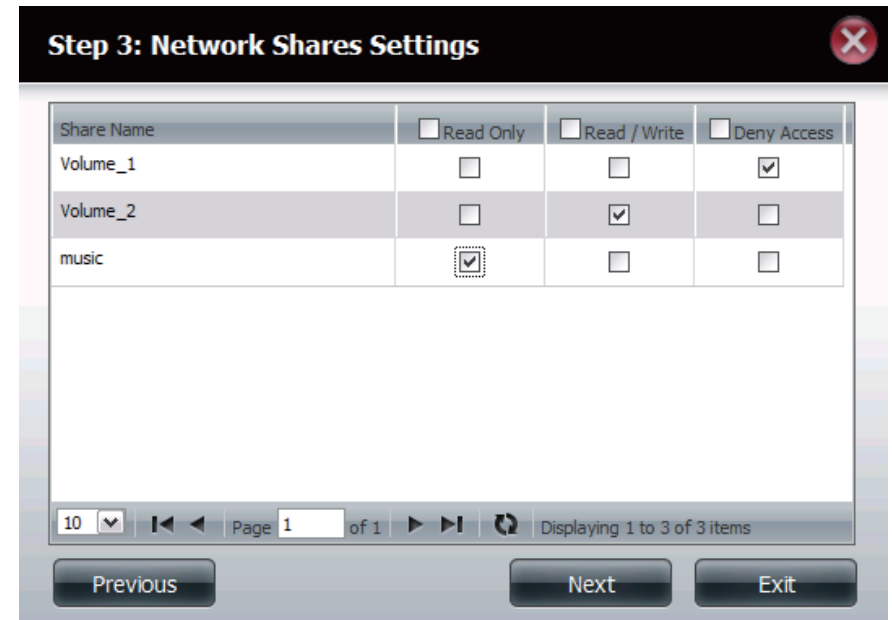 Step 3: Network Shares Settings
Share Name Read Only Read / Write Deny Access
Volume_1
Volume_2
music
10 Page 1 of 1 Displaying 1 to 3 of 3 items
Previous Next Exit